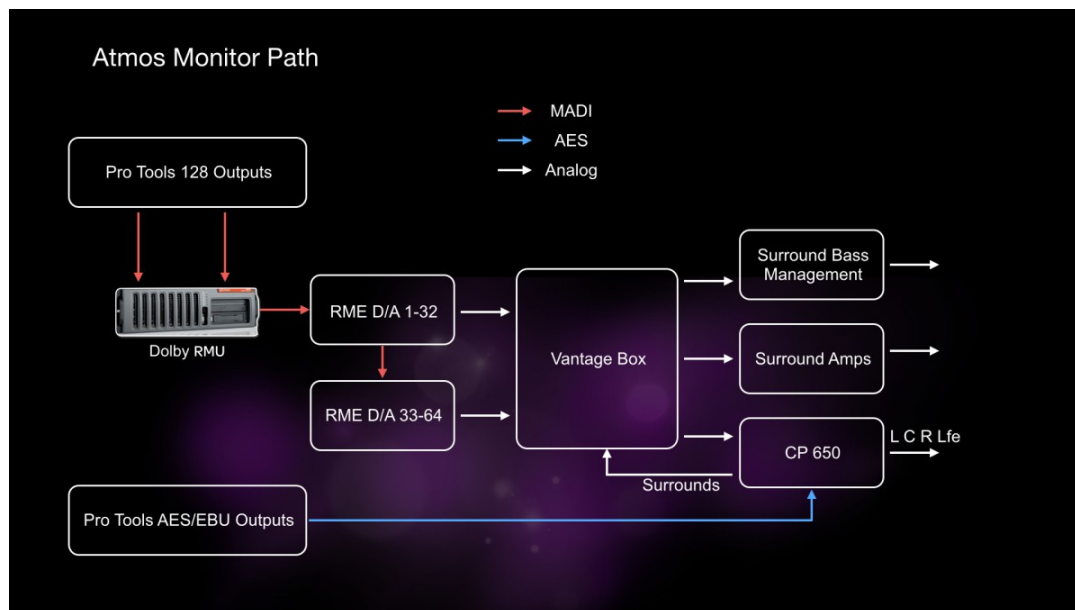 Atmos Monitor Path
MADI
AES
Analog
Pro Tools 128 Outputs
Dolby RMU
RME D/A 1-32
RME D/A 33-64
Vantage Box
Surround Bass
Management
Surround Amps
CP 650
L C R Lfe
Surrounds
Pro Tools AES/EBU Outputs